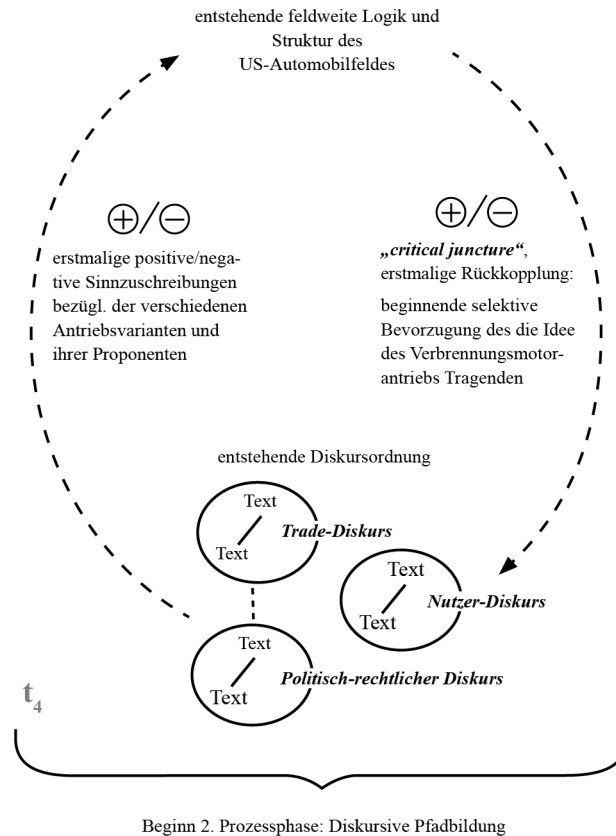 entstehende feldweite Logik und
Struktur des
US-Automobilfeldes
+/−
erstmalige positive/nega-
tive Sinnzuschreibungen
bezügl. der verschiedenen
Antriebsvarianten und
ihrer Proponenten
+/−
„critical juncture“,
erstmalige Rückkopplung:
beginnende selektive
Bevorzugung des die Idee
des Verbrennungsmotor-
antriebs Tragenden
entstehende Diskursordnung
Text
Text
Trade-Diskurs
Text
Text
Nutzer-Diskurs
Text
Text
Politisch-rechtlicher Diskurs
t4
Beginn 2. Prozessphase: Diskursive Pfadbildung